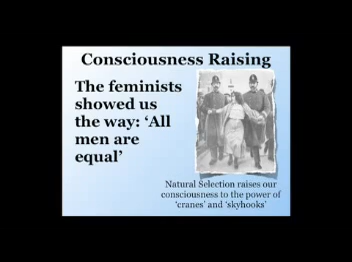 Consciousness Raising
The feminists
showed us
the way: ‘All
men are
equal’
Natural Selection raises our
consciousness to the power of
‘cranes’ and ‘skyhooks’